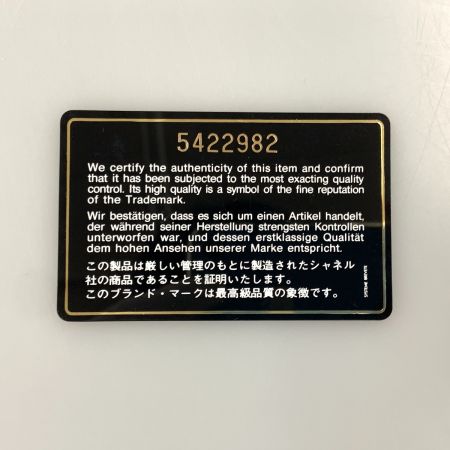 5422982
We certify the authenticity of this item and confirm
that it has been subjected to the most exacting quality
control. Its high quality is a symbol of the fine reputation
of the Trademark.
Wir bestätigen, dass es sich um einen Artikel handelt,
der während seiner Herstellung strengsten Kontrollen
unterworfen war, und dessen erstklassige Qualität
dem hohen Ansehen unserer Marke entspricht.
この製品は厳しい管理のもとに製造されたシャネル
社の商品であることを証明いたします。
このブランド・マークは最高級品質の象徴です。